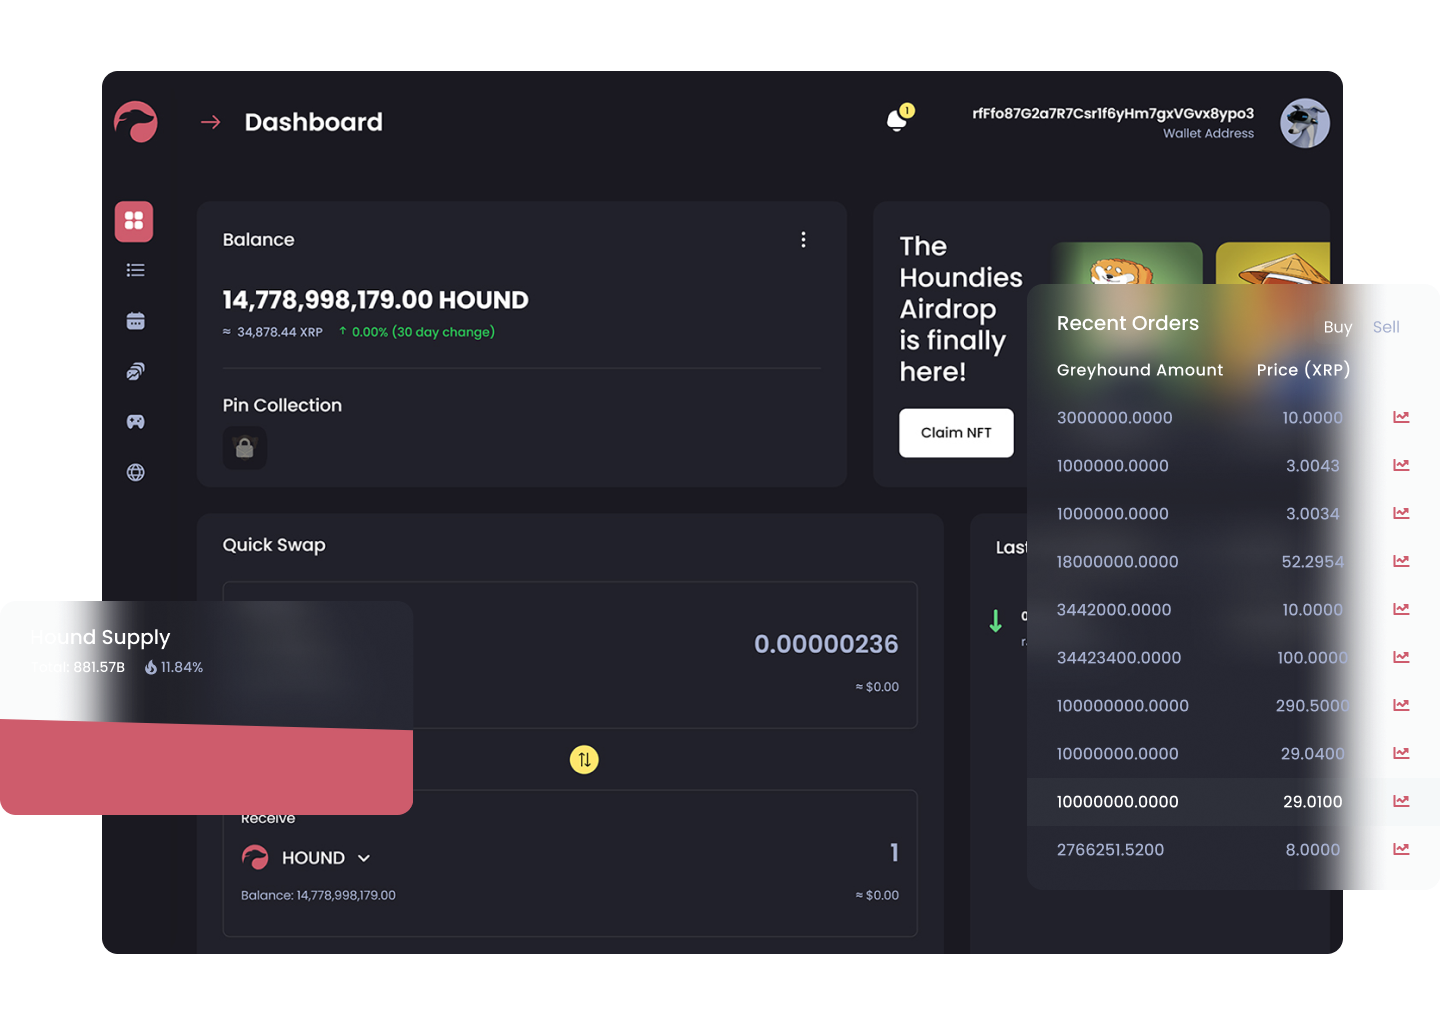 Dashboard
1
rfFfo87G2a7R7Csr1f6yHm7gxVGvx8ypo3
Wallet Address
Balance
14,778,998,179.00 HOUND
≈ 34,878.44 XRP ↑ 0.00% (30 day change)
Pin Collection
The
Houndies
Airdrop
is finally
here!
Claim NFT
Recent Orders
Buy Sell
Greyhound Amount Price (XRP)
3000000.0000 10.0000
1000000.0000 3.0043
1000000.0000 3.0034
18000000.0000 52.2954
3442000.0000 10.0000
34423400.0000 100.0000
100000000.0000 290.5000
10000000.0000 29.0400
10000000.0000 29.0100
2766251.5200 8.0000
Quick Swap
0.00000236
≈ $0.00
Receive
HOUND
1
Balance: 14,778,998,179.00
≈ $0.00
Hound Supply
Total: 881.57B 11.84%
Last